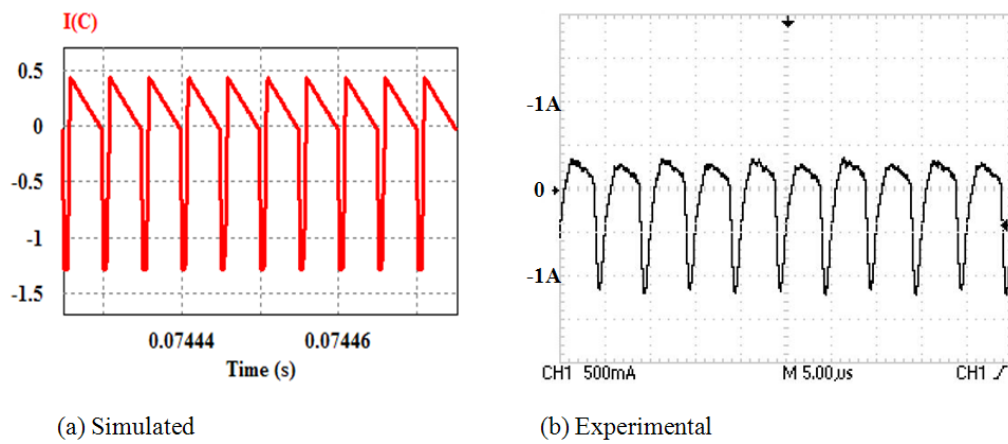 I(C)
0.5
0
-0.5
-1
-1.5
0.07444 0.07446
Time (s)
(a) Simulated
-1A
0
-1A
CH1 500mA M 5.00µs CH1
(b) Experimental